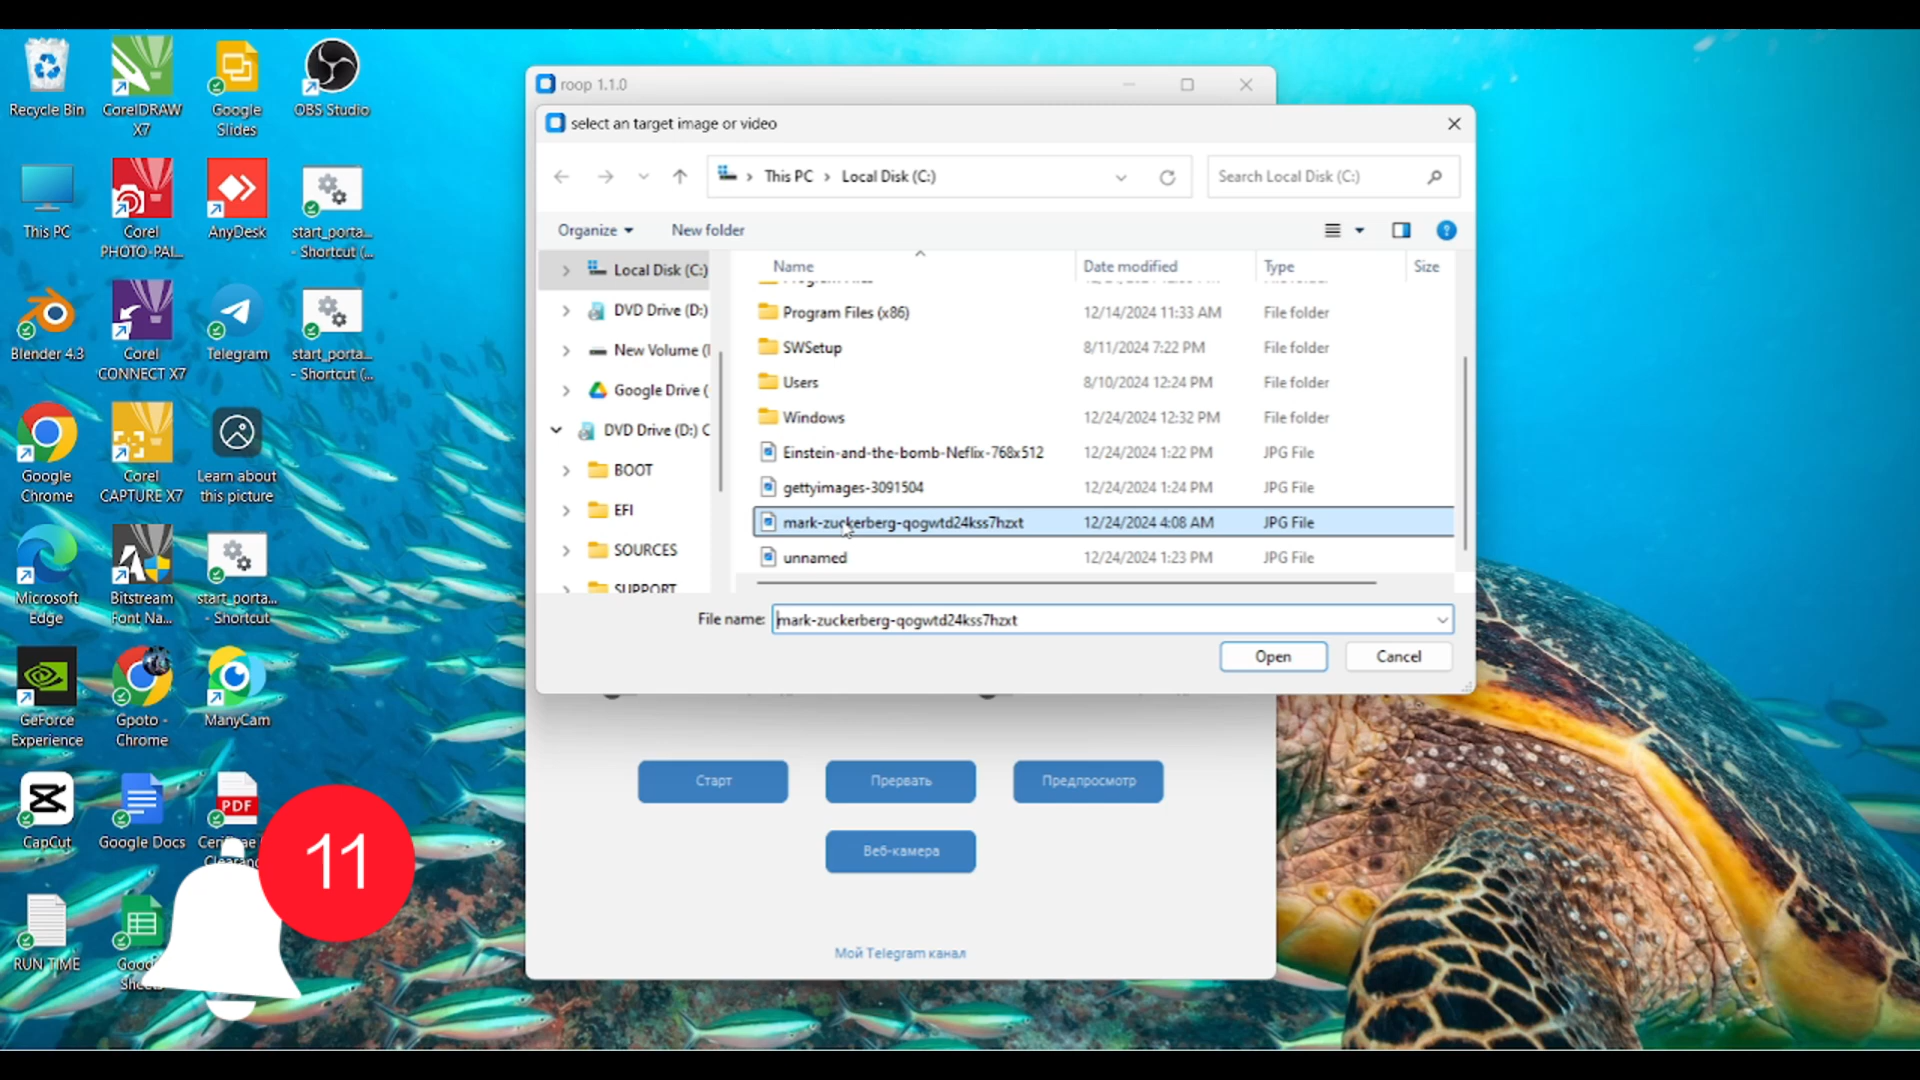 Recycle Bin
CorelDRAW
X7
Google
Slides
OBS Studio
This PC
Corel
PHOTO-PAI...
AnyDesk
start_porta...
- Shortcut (...
Blender 4.3
Corel
CONNECT X7
Telegram
start_porta...
- Shortcut (...
Google
Chrome
Corel
CAPTURE X7
Learn about
this picture
Microsoft
Edge
Bitstream
Font Na...
start_porta...
- Shortcut
GeForce
Experience
Gpoto -
Chrome
ManyCam
CapCut
Google Docs
PDF
RUN TIME
11
roop 1.1.0
select an target image or video
This PC
Local Disk (C:)
Search Local Disk (C:)
Organize
New folder
Local Disk (C:)
DVD Drive (D:)
New Volume (
Google Drive (
DVD Drive (D:) C
BOOT
EFI
SOURCES
SUPPORT
Name Date modified Type Size
Program Files (x86) 12/14/2024 11:33 AM File folder
SWSetup 8/11/2024 7:22 PM File folder
Users 8/10/2024 12:24 PM File folder
Windows 12/24/2024 12:32 PM File folder
Einstein-and-the-bomb-Neflix-768x512 12/24/2024 1:22 PM JPG File
gettyimages-3091504 12/24/2024 1:24 PM JPG File
mark-zuckerberg-qogwtd24kss7hzxt 12/24/2024 4:08 AM JPG File
unnamed 12/24/2024 1:23 PM JPG File
File name: mark-zuckerberg-qogwtd24kss7hzxt
Open
Cancel
Старт
Прервать
Предпросмотр
Веб-камера
Мой Telegram канал